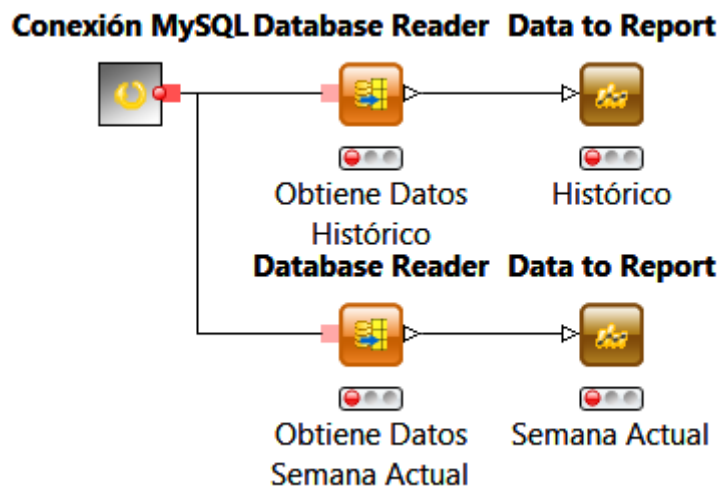 Conexión MySQL Database Reader Data to Report
Obtiene Datos
Histórico
Histórico
Database Reader Data to Report
Obtiene Datos
Semana Actual
Semana Actual